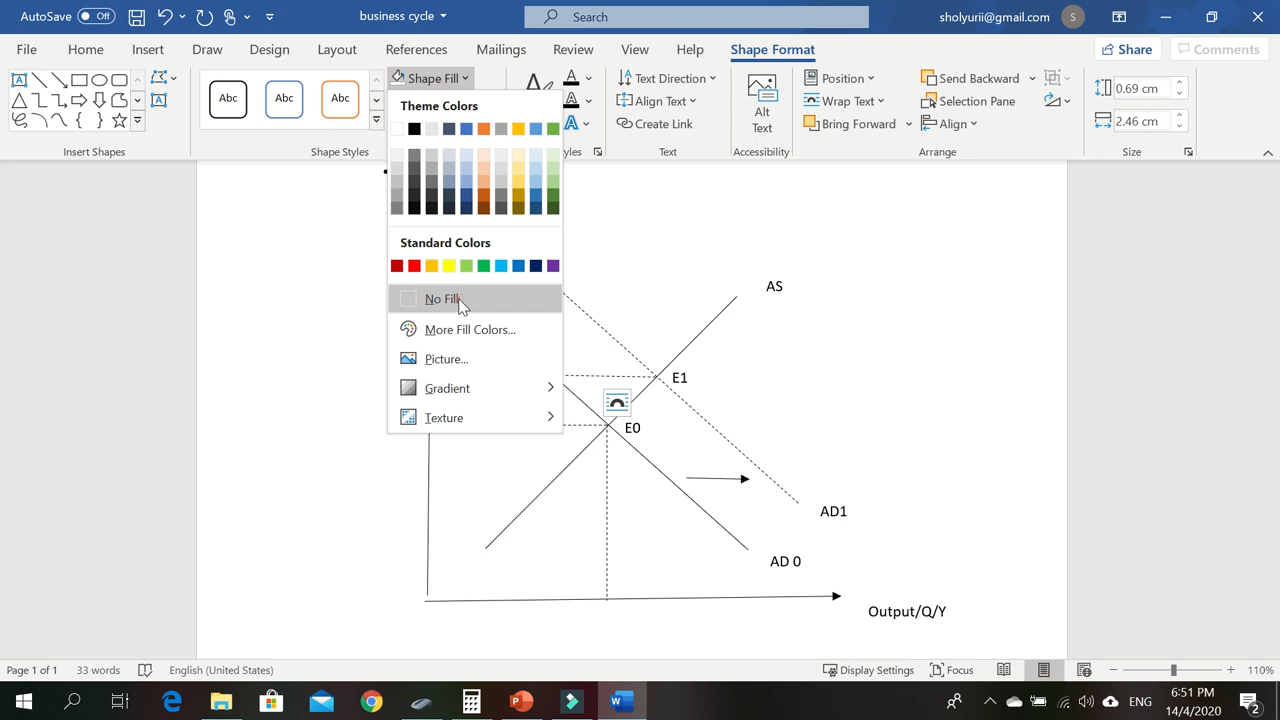 AutoSave Off business cycle Search sholyurii@gmail.com S
File Home Insert Draw Design Layout References Mailings Review View Help Shape Format Share Comments
Abc Abc Abc
Shape Fill
Text Direction
Align Text
Create Link
Alt
Text
Position
Wrap Text
Bring Forward
Send Backward
Selection Pane
Align
0.69 cm
2.46 cm
Insert Shapes Shape Styles Text Accessibility Arrange Size
Theme Colors
Standard Colors
No Fill
More Fill Colors...
Picture...
Gradient
Texture
AS
E1
E0
AD1
AD 0
Output/Q/Y
Page 1 of 1 33 words English (United States) Display Settings Focus 110%
ENG
6:51 PM
14/4/2020
2